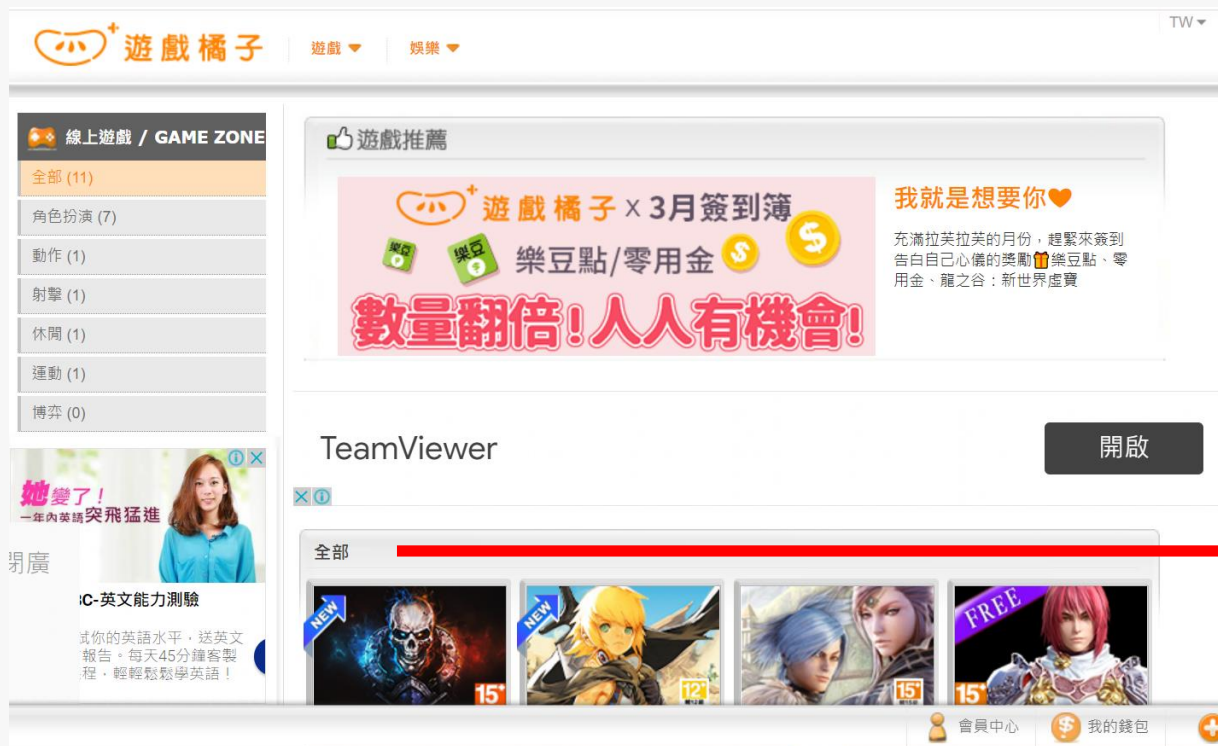 TW
遊戲橘子
遊戲
娛樂
線上遊戲 / GAME ZONE
全部 (11)
角色扮演 (7)
動作 (1)
射擊 (1)
休閒 (1)
運動 (1)
博弈 (0)
遊戲推薦
遊戲橘子 x 3月簽到簿
樂豆
樂豆
樂豆點/零用金
數量翻倍!人人有機會!
我就是想要你
充滿拉芙拉芙的月份，趕緊來簽到
告白自己心儀的獎勵樂豆點、零
用金、龍之谷：新世界虛寶
TeamViewer
開啟
她變了!
一年內英語突飛猛進
閉廣
C-英文能力測驗
試你的英語水平，送英文
報告。每天45分鐘客製
程，輕輕鬆鬆學英語！
全部
NEW
15+
NEW
12+
15+
FREE
15+
會員中心
我的錢包